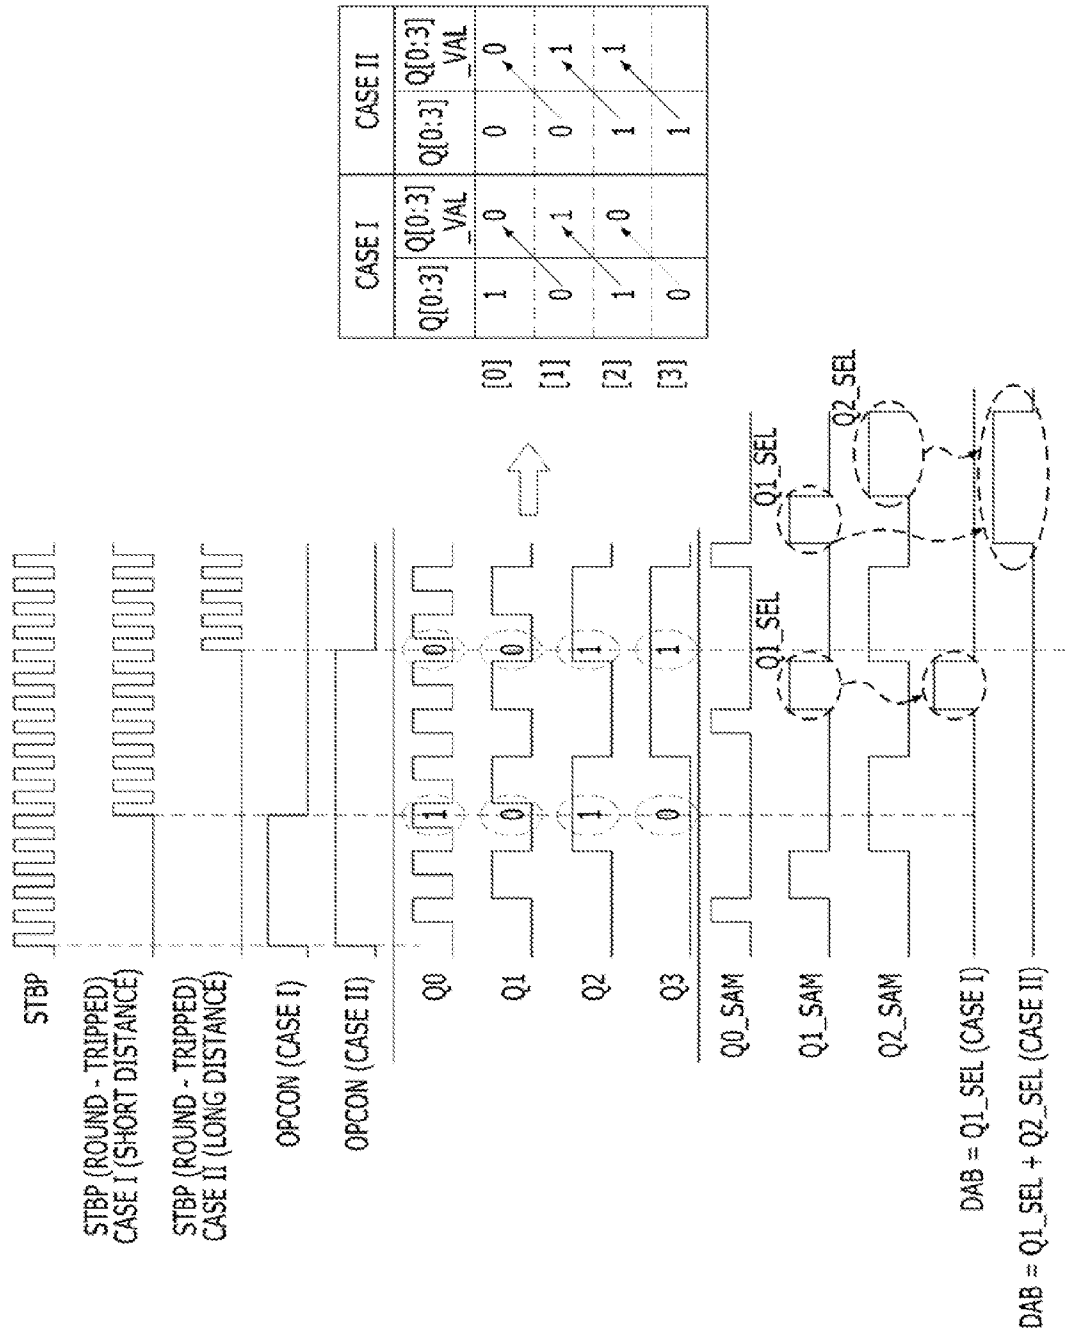 STBP
STBP (ROUND - TRIPPED)
CASE I (SHORT DISTANCE)
STBP (ROUND - TRIPPED)
CASE II (LONG DISTANCE)
OPCON (CASE I)
OPCON (CASE II)
Q0 1 0
Q1 0 0
Q2 1 1
Q3 0 1
Q0_SAM
Q1_SEL Q1_SEL
Q1_SAM
Q2_SEL
Q2_SAM
DAB = Q1_SEL (CASE I)
DAB = Q1_SEL + Q2_SEL (CASE II)
CASE I CASE II
Q[0:3] Q[0:3]_VAL Q[0:3] Q[0:3]_VAL
[0] 1 0 0 0
[1] 0 1 0 1
[2] 1 0 1 1
[3] 0 1